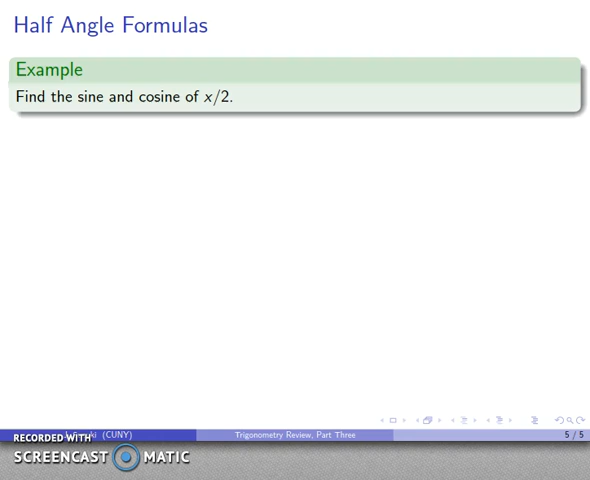 Half Angle Formulas
Example
Find the sine and cosine of x/2.
(CUNY)
Trigonometry Review, Part Three
5 / 5
RECORDED WITH
SCREENCAST MATIC